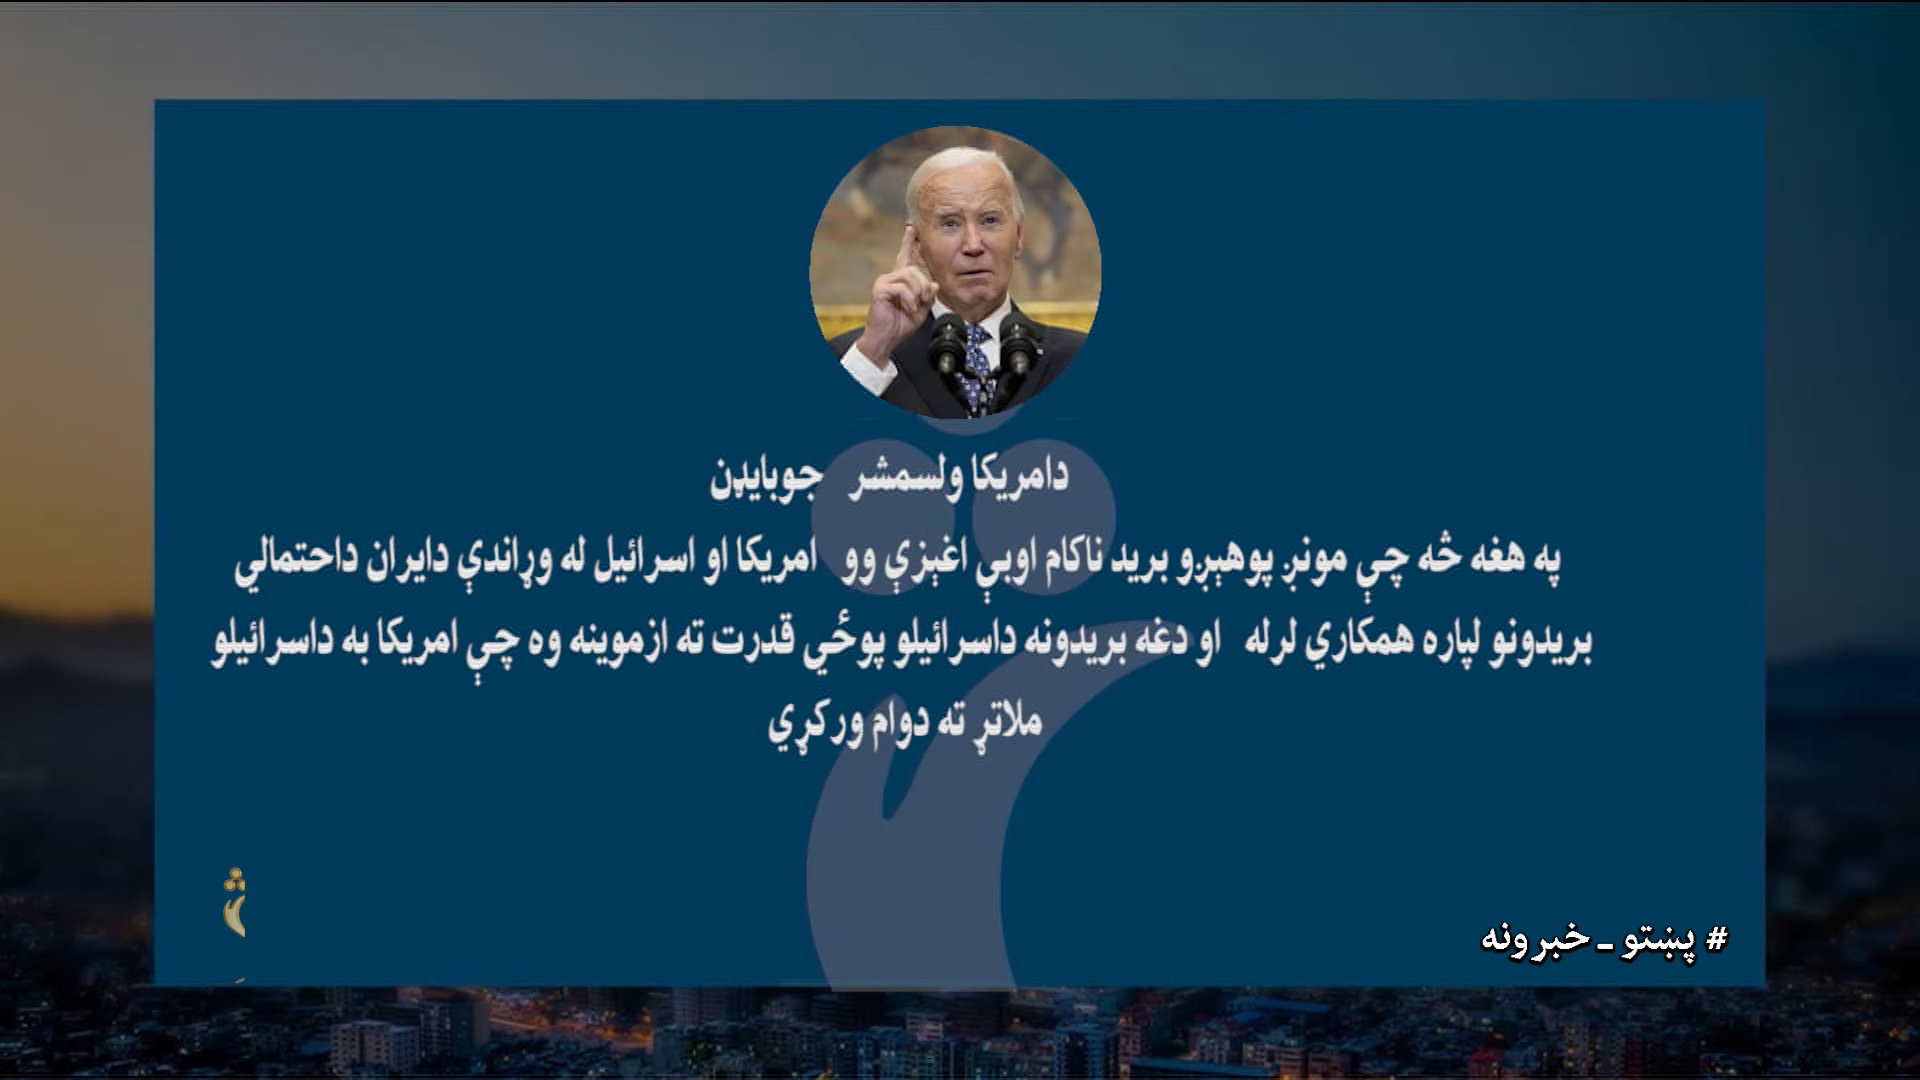 دامریکا ولسمشر جوبایډن
په هغه څه چې مونږ پوهېږو برید ناکام اوبې اغېزې وو امریکا او اسرائیل له وړاندې دایران داحتمالي
بریدونو لپاره همکاري لرله او دغه بریدونه داسرائیلو پوځي قدرت ته ازموینه وه چې امریکا به داسرائیلو
ملاتړ ته دوام ورکړي
# پښتو ـ خبرونه